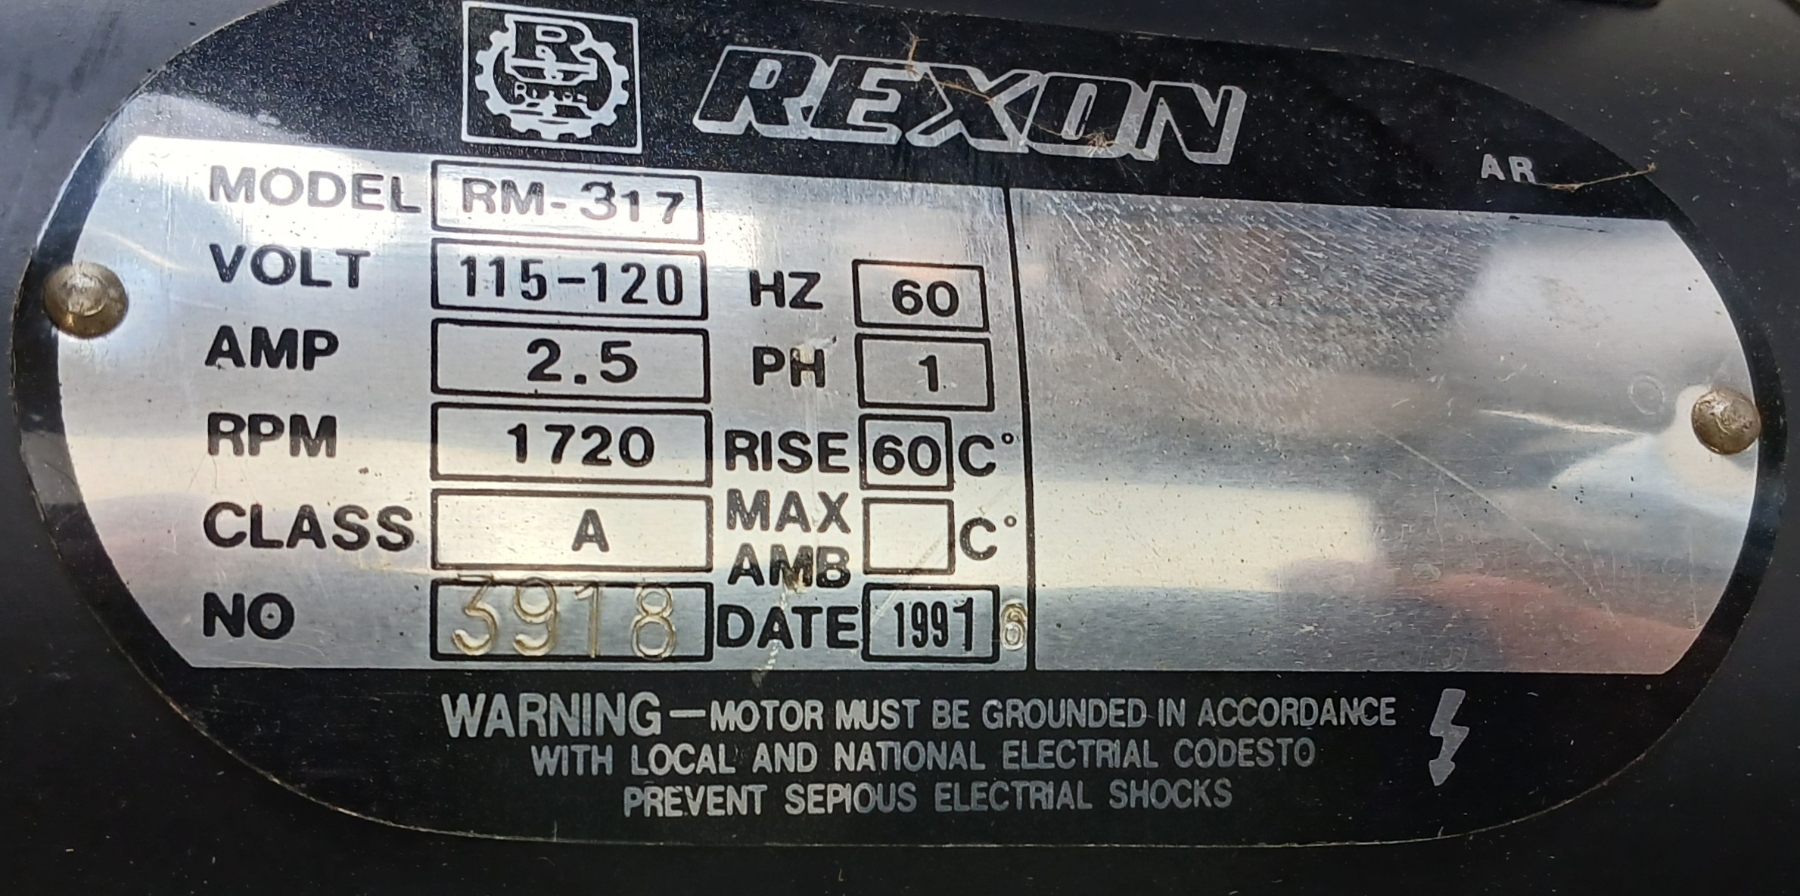 REXON
AR
MODEL RM-317
VOLT 115-120 HZ 60
AMP 2.5 PH 1
RPM 1720 RISE 60 C°
CLASS A MAX AMB C°
NO 3918 DATE 1991 6
WARNING—MOTOR MUST BE GROUNDED IN ACCORDANCE
WITH LOCAL AND NATIONAL ELECTRIAL CODESTO
PREVENT SEPIOUS ELECTRIAL SHOCKS